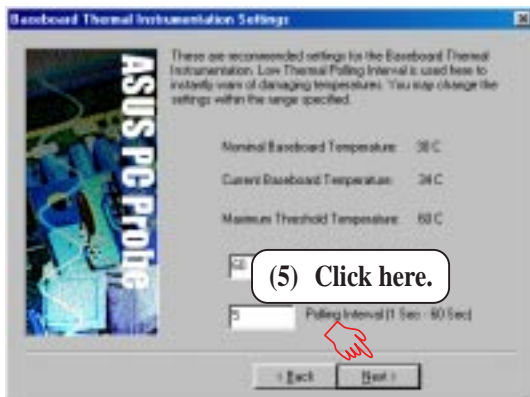 Baseboard Thermal Instrumentation Settings
ASUS PC Probe
These are recommended settings for the Baseboard Thermal
Instrumentation. Low Thermal Polling Interval is used here to
instantly warn of damaging temperatures. You may change the
settings within the range specified.
Nominal Baseboard Temperature: 30 C
Current Baseboard Temperature: 34 C
Maximum Threshold Temperature: 60 C
(5) Click here.
5 Polling Interval (1 Sec - 60 Sec)
< Back Next >